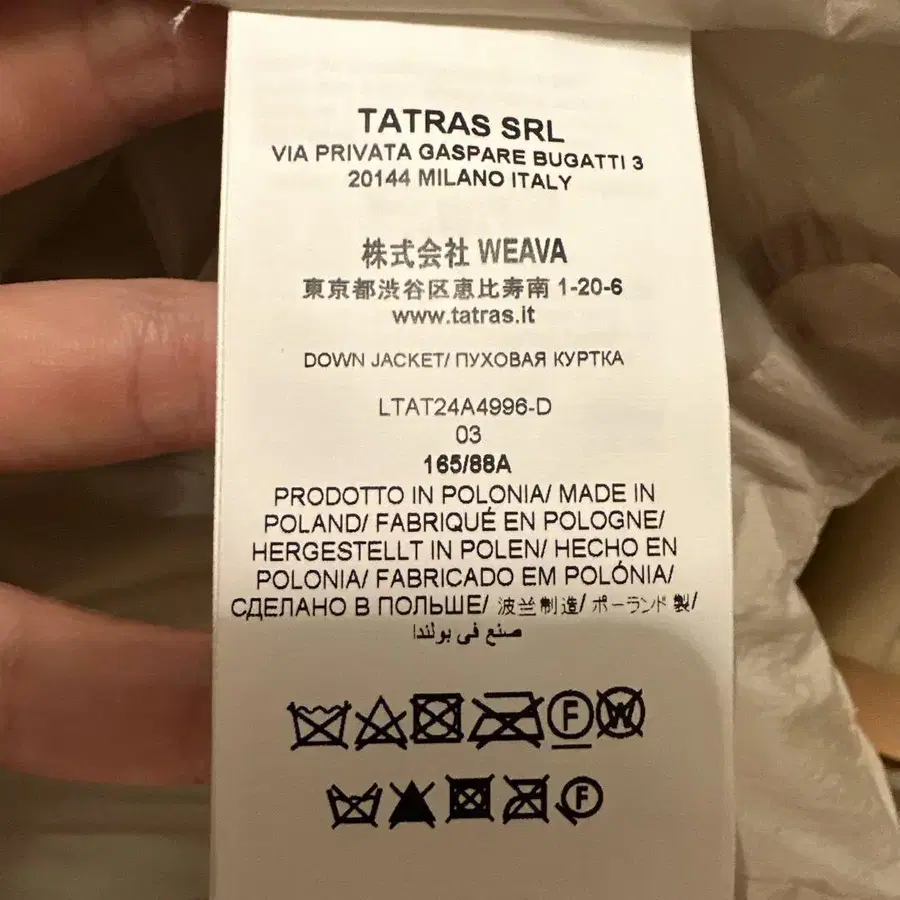 TATRAS SRL
VIA PRIVATA GASPARE BUGATTI 3
20144 MILANO ITALY
株式会社 WEAVA
東京都渋谷区恵比寿南 1-20-6
www.tatras.it
DOWN JACKET/ ПУХОВАЯ КУРТКА
LTAT24A4996-D
03
165/88A
PRODOTTO IN POLONIA/ MADE IN
POLAND/ FABRIQUÉ EN POLOGNE/
HERGESTELLT IN POLEN/ HECHO EN
POLONIA/ FABRICADO EM POLÓNIA/
СДЕЛАНО В ПОЛЬШЕ/ 波兰制造/ ポーランド製/
صنع في بولندا
F W
F